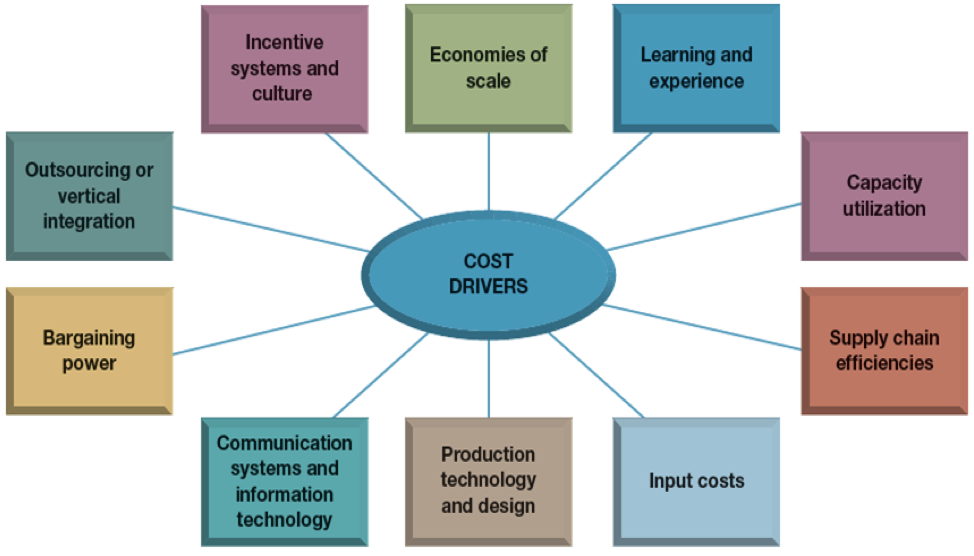 Incentive
systems and
culture
Economies of
scale
Learning and
experience
Outsourcing or
vertical
integration
Capacity
utilization
COST
DRIVERS
Bargaining
power
Supply chain
efficiencies
Communication
systems and
information
technology
Production
technology
and design
Input costs